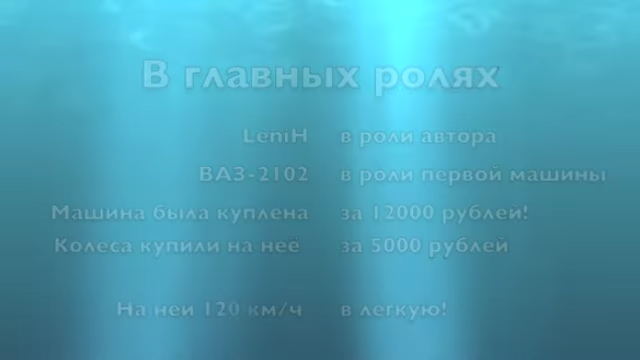 В главных ролях
LeniH в роли автора
ВАЗ-2102 в роли первой машины
Машина была куплена за 12000 рублей!
Колеса купили на неё за 5000 рублей
На ней 120 км/ч в легкую!